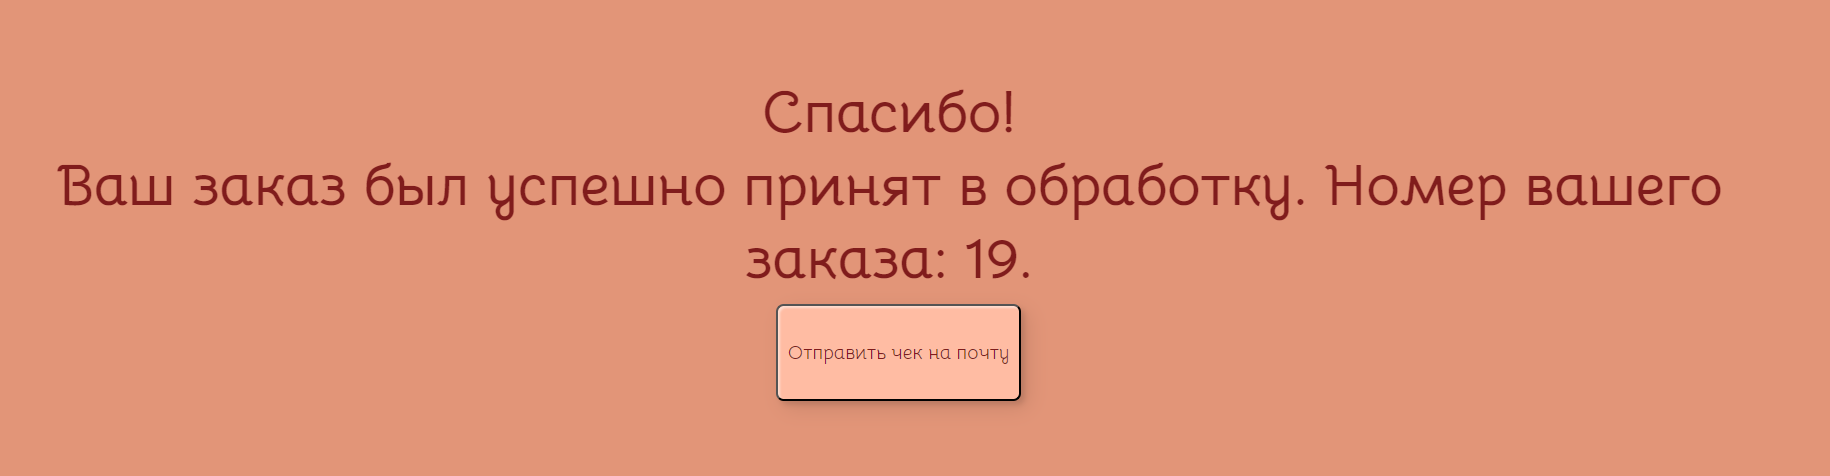 Спасибо!
Ваш заказ был успешно принят в обработку. Номер вашего
заказа: 19.
Отправить чек на почту